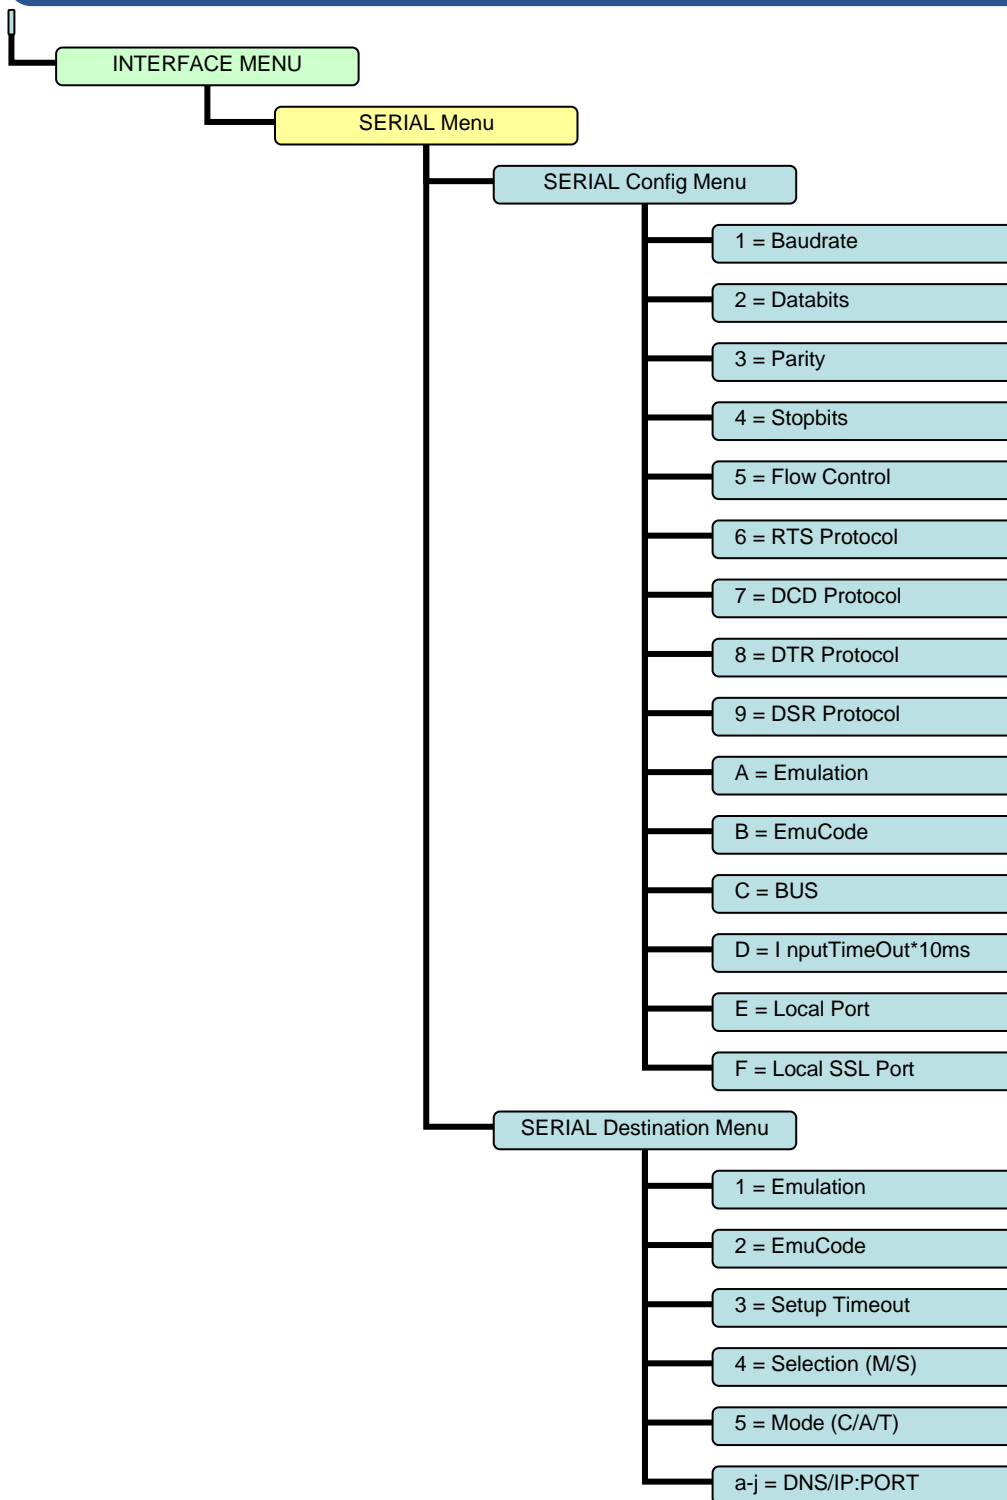 INTERFACE MENU
SERIAL Menu
SERIAL Config Menu
1 = Baudrate
2 = Databits
3 = Parity
4 = Stopbits
5 = Flow Control
6 = RTS Protocol
7 = DCD Protocol
8 = DTR Protocol
9 = DSR Protocol
A = Emulation
B = EmuCode
C = BUS
D = I nputTimeOut*10ms
E = Local Port
F = Local SSL Port
SERIAL Destination Menu
1 = Emulation
2 = EmuCode
3 = Setup Timeout
4 = Selection (M/S)
5 = Mode (C/A/T)
a-j = DNS/IP:PORT